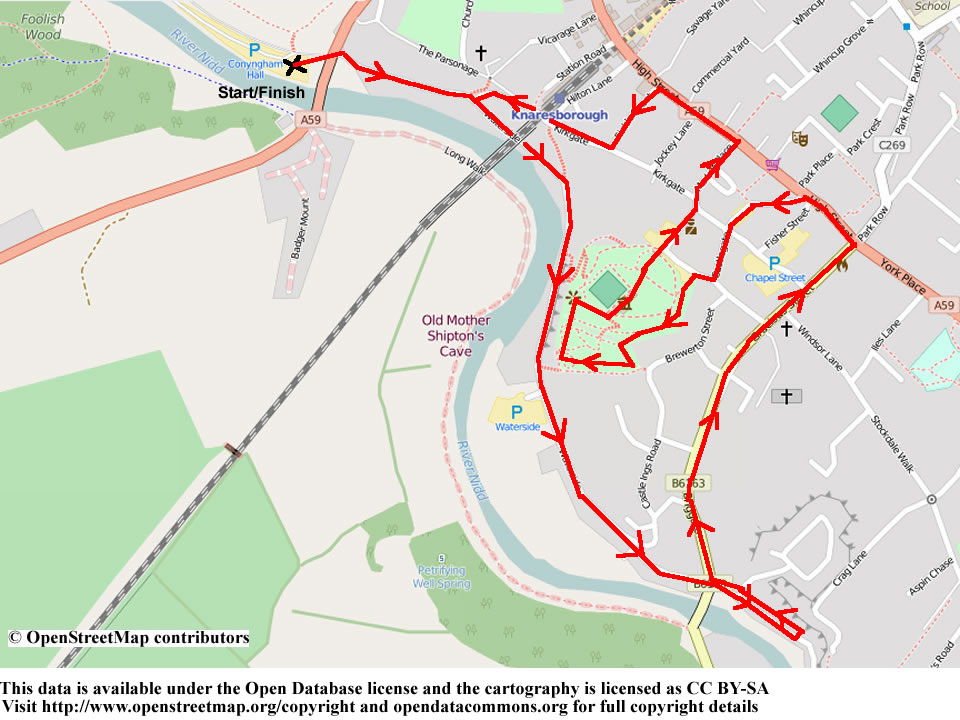 Foolish
Wood
River Nidd
P
Conyngham
Hall
Start/Finish
A59
The Parsonage
Church
Vicarage Lane
Station Road
Hilton Lane
Savage Yard
Commercial Yard
High Street
A59
Whincup Grove
Park Row
School
Park Row
Park Crest
C269
Park Place
Knaresborough
Kirkgate
Jockey Lane
Kirkgate
Long Walk
Badger Mount
Fisher Street
High Street
Park Row
P
Chapel Street
York Place
A59
Iles Lane
Windsor Lane
Brewerton Street
Old Mother
Shipton's
Cave
P
Waterside
River Nidd
Castle Ings Road
B6163
Stockdale Walk
Crag Lane
Aspin Chase
S
Petrifying
Well Spring
© OpenStreetMap contributors
This data is available under the Open Database license and the cartography is licensed as CC BY-SA
Visit http://www.openstreetmap.org/copyright and opendatacommons.org for full copyright details